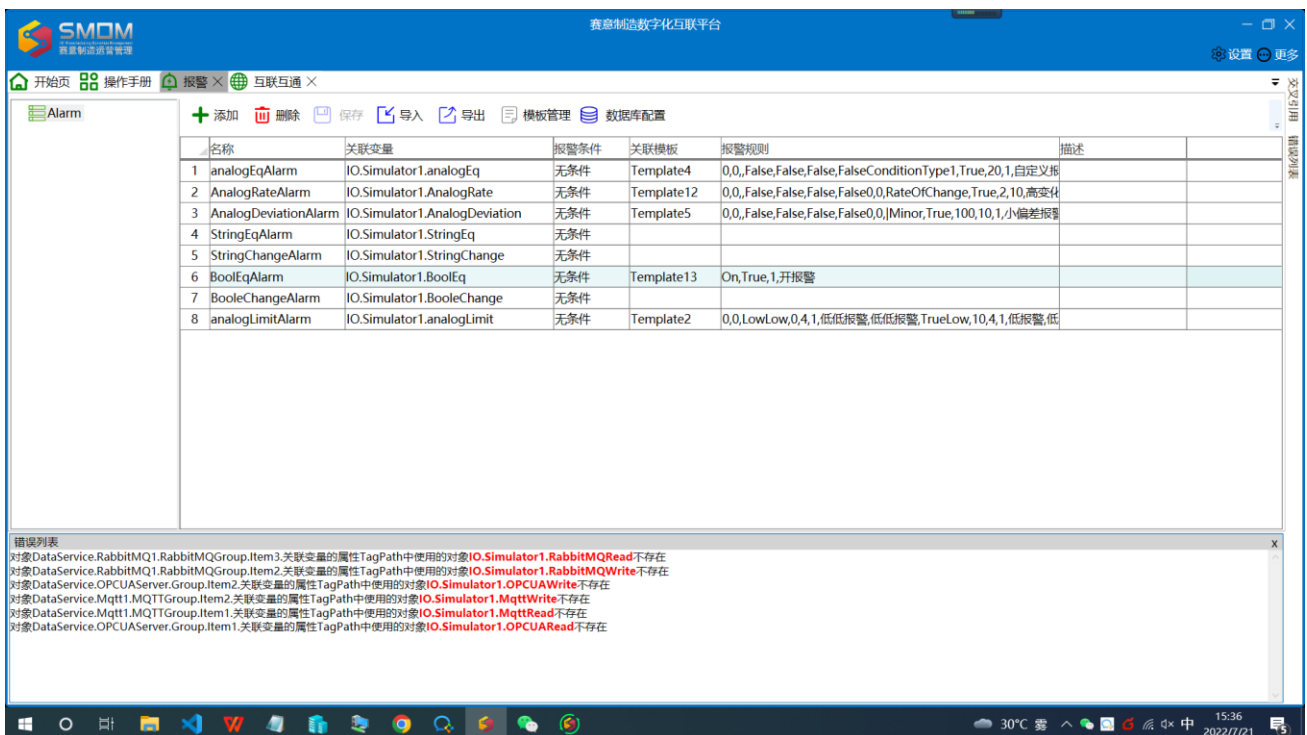 赛意制造数字化互联平台
SMOM
赛意制造运营管理
设置 更多
开始页 操作手册 报警 互联互通
交叉引用
错误列表
Alarm
添加 删除 保存 导入 导出 模板管理 数据库配置
名称 关联变量 报警条件 关联模板 报警规则 描述
1 analogEqAlarm IO.Simulator1.analogEq 无条件 Template4 0,0,,False,False,False,FalseConditionType1,True,20,1,自定义报
2 AnalogRateAlarm IO.Simulator1.AnalogRate 无条件 Template12 0,0,,False,False,False,False0,0,RateOfChange,True,2,10,高变化
3 AnalogDeviationAlarm IO.Simulator1.AnalogDeviation 无条件 Template5 0,0,,False,False,False,False0,0,|Minor,True,100,10,1,小偏差报警
4 StringEqAlarm IO.Simulator1.StringEq 无条件
5 StringChangeAlarm IO.Simulator1.StringChange 无条件
6 BoolEqAlarm IO.Simulator1.BoolEq 无条件 Template13 On,True,1,开报警
7 BooleChangeAlarm IO.Simulator1.BooleChange 无条件
8 analogLimitAlarm IO.Simulator1.analogLimit 无条件 Template2 0,0,LowLow,0,4,1,低低报警,低低报警,TrueLow,10,4,1,低报警,低
错误列表
对象DataService.RabbitMQ1.RabbitMQGroup.Item3.关联变量的属性TagPath中使用的对象IO.Simulator1.RabbitMQRead不存在
对象DataService.RabbitMQ1.RabbitMQGroup.Item2.关联变量的属性TagPath中使用的对象IO.Simulator1.RabbitMQWrite不存在
对象DataService.OPCUAServer.Group.Item2.关联变量的属性TagPath中使用的对象IO.Simulator1.OPCUAWrite不存在
对象DataService.Mqtt1.MQTTGroup.Item2.关联变量的属性TagPath中使用的对象IO.Simulator1.MqttWrite不存在
对象DataService.Mqtt1.MQTTGroup.Item1.关联变量的属性TagPath中使用的对象IO.Simulator1.MqttRead不存在
对象DataService.OPCUAServer.Group.Item1.关联变量的属性TagPath中使用的对象IO.Simulator1.OPCUARead不存在
30°C 雾 中 15:36
2022/7/21